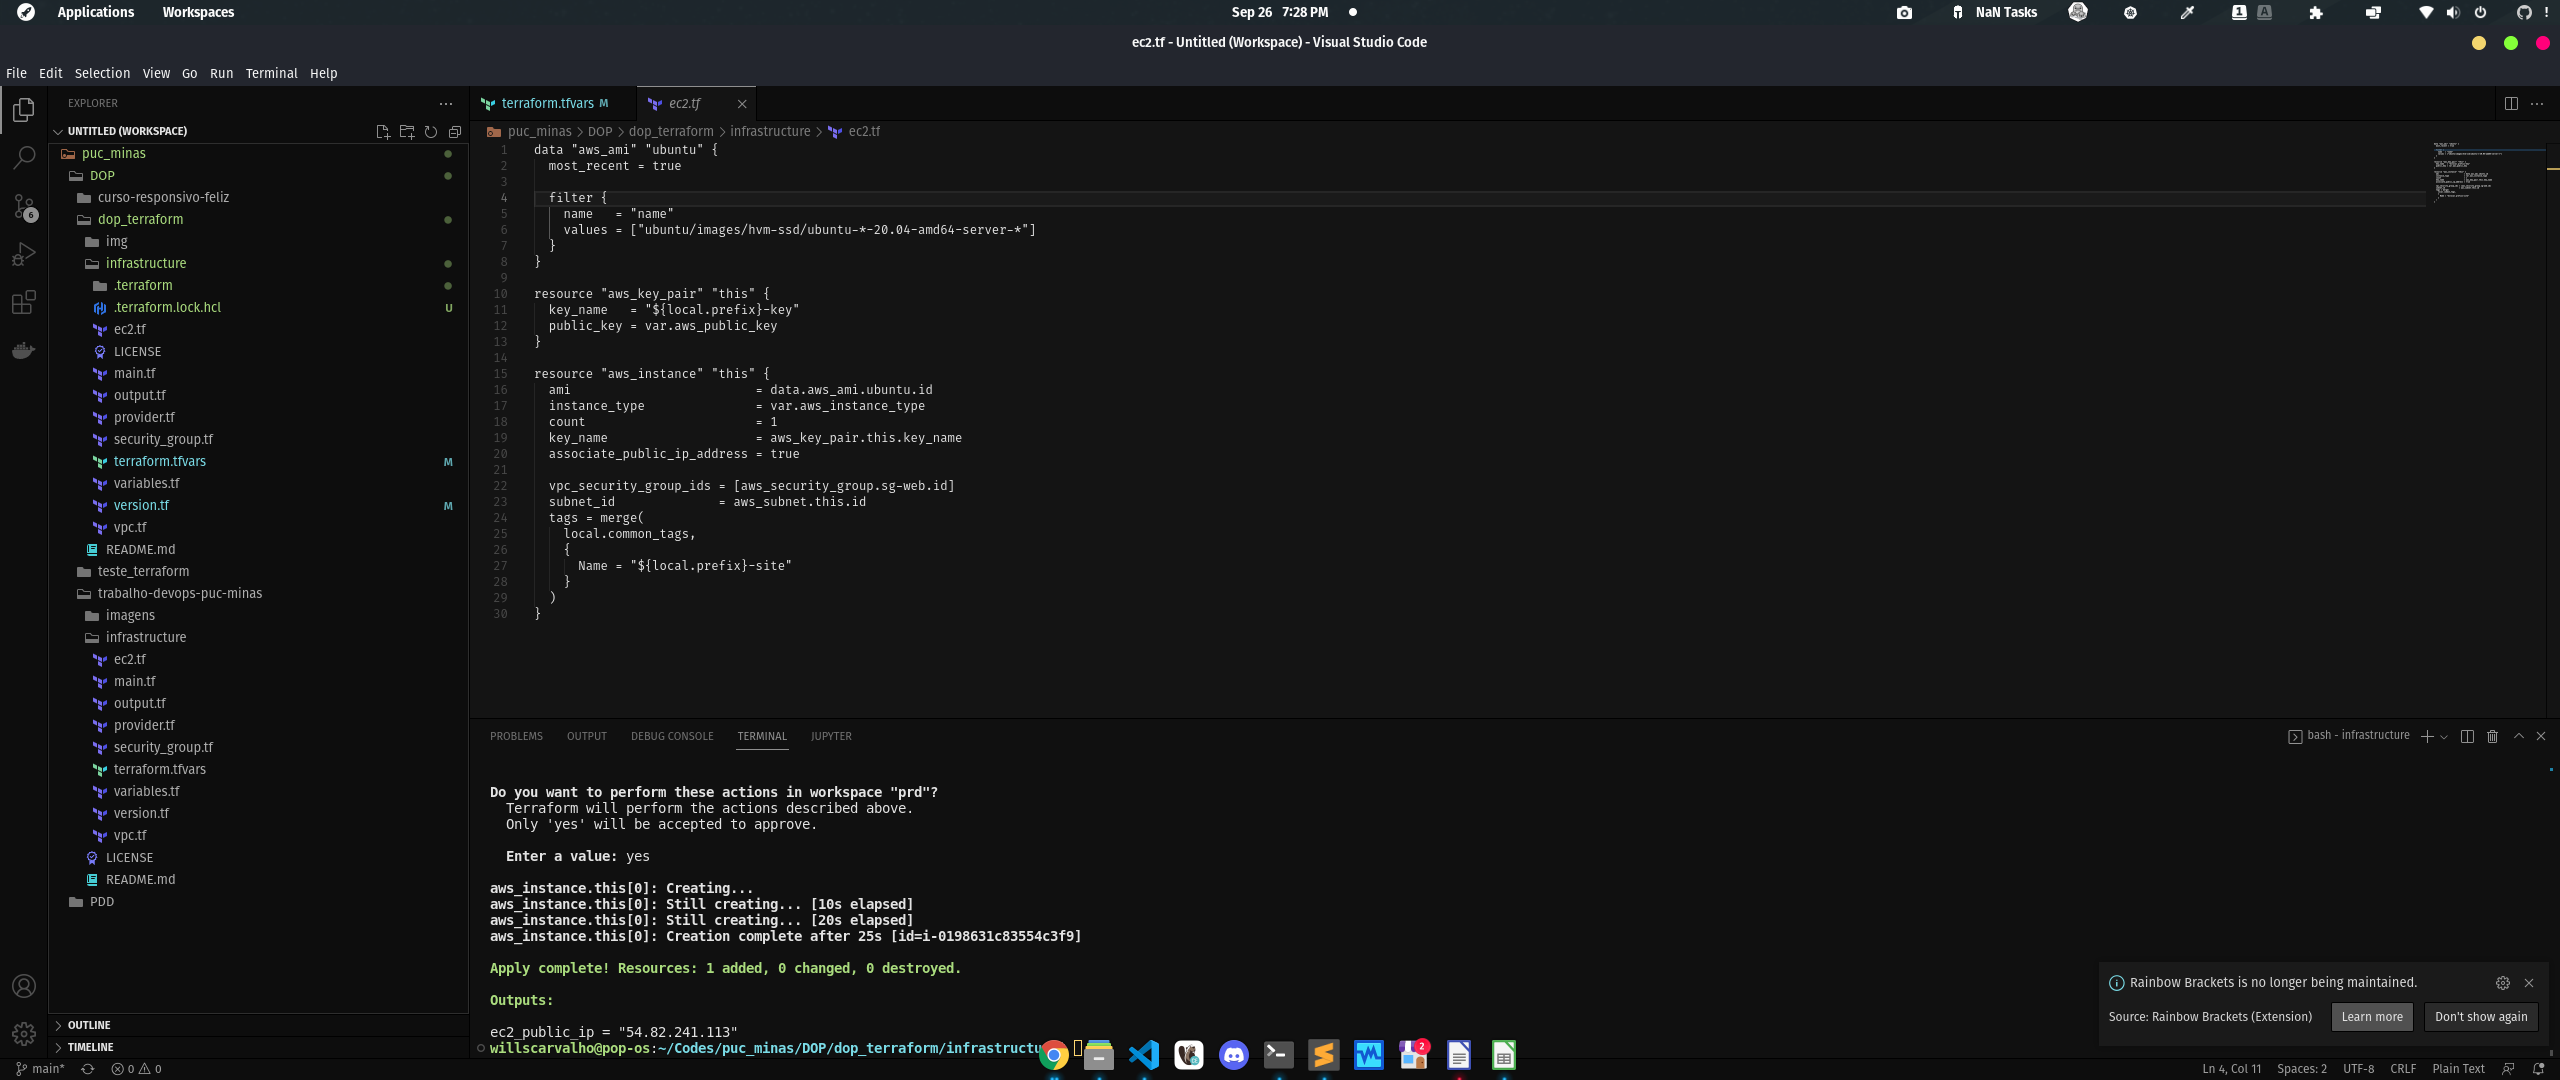 Applications Workspaces Sep 26 7:28 PM NaN Tasks 1 A !
ec2.tf - Untitled (Workspace) - Visual Studio Code
File Edit Selection View Go Run Terminal Help
EXPLORER
UNTITLED (WORKSPACE)
puc_minas
DOP
curso-responsivo-feliz
dop_terraform
img
infrastructure
.terraform
.terraform.lock.hcl U
ec2.tf
LICENSE
main.tf
output.tf
provider.tf
security_group.tf
terraform.tfvars M
variables.tf
version.tf M
vpc.tf
README.md
teste_terraform
trabalho-devops-puc-minas
imagens
infrastructure
ec2.tf
main.tf
output.tf
provider.tf
security_group.tf
terraform.tfvars
variables.tf
version.tf
vpc.tf
LICENSE
README.md
PDD
OUTLINE
TIMELINE
6
terraform.tfvars M ec2.tf
puc_minas > DOP > dop_terraform > infrastructure > ec2.tf
1 data "aws_ami" "ubuntu" {
2 most_recent = true
3
4 filter {
5 name = "name"
6 values = ["ubuntu/images/hvm-ssd/ubuntu-*-20.04-amd64-server-*"]
7 }
8 }
9
10 resource "aws_key_pair" "this" {
11 key_name = "${local.prefix}-key"
12 public_key = var.aws_public_key
13 }
14
15 resource "aws_instance" "this" {
16 ami = data.aws_ami.ubuntu.id
17 instance_type = var.aws_instance_type
18 count = 1
19 key_name = aws_key_pair.this.key_name
20 associate_public_ip_address = true
21
22 vpc_security_group_ids = [aws_security_group.sg-web.id]
23 subnet_id = aws_subnet.this.id
24 tags = merge(
25 local.common_tags,
26 {
27 Name = "${local.prefix}-site"
28 }
29 )
30 }
PROBLEMS OUTPUT DEBUG CONSOLE TERMINAL JUPYTER
bash - infrastructure
Do you want to perform these actions in workspace "prd"?
Terraform will perform the actions described above.
Only 'yes' will be accepted to approve.
Enter a value: yes
aws_instance.this[0]: Creating...
aws_instance.this[0]: Still creating... [10s elapsed]
aws_instance.this[0]: Still creating... [20s elapsed]
aws_instance.this[0]: Creation complete after 25s [id=i-0198631c83554c3f9]
Apply complete! Resources: 1 added, 0 changed, 0 destroyed.
Outputs:
ec2_public_ip = "54.82.241.113"
willscarvalho@pop-os:~/Codes/puc_minas/DOP/dop_terraform/infrastructu
2
Rainbow Brackets is no longer being maintained.
Source: Rainbow Brackets (Extension) Learn more Don't show again
main* 0 0 Ln 4, Col 11 Spaces: 2 UTF-8 CRLF Plain Text